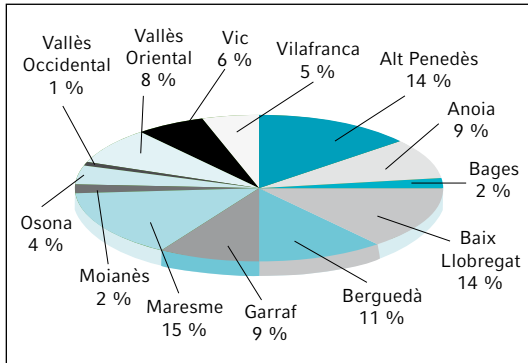 Vallès
Occidental
1 %
Vallès
Oriental
8 %
Vic
6 %
Vilafranca
5 %
Alt Penedès
14 %
Anoia
9 %
Bages
2 %
Baix
Llobregat
14 %
Berguedà
11 %
Garraf
9 %
Maresme
15 %
Moianès
2 %
Osona
4 %